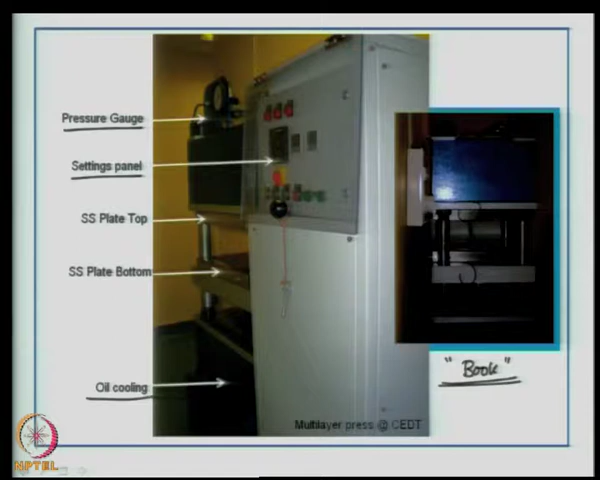 Pressure Gauge
Settings panel
SS Plate Top
SS Plate Bottom
Oil cooling
"Book"
Multilayer press @ CEDT
NPTEL